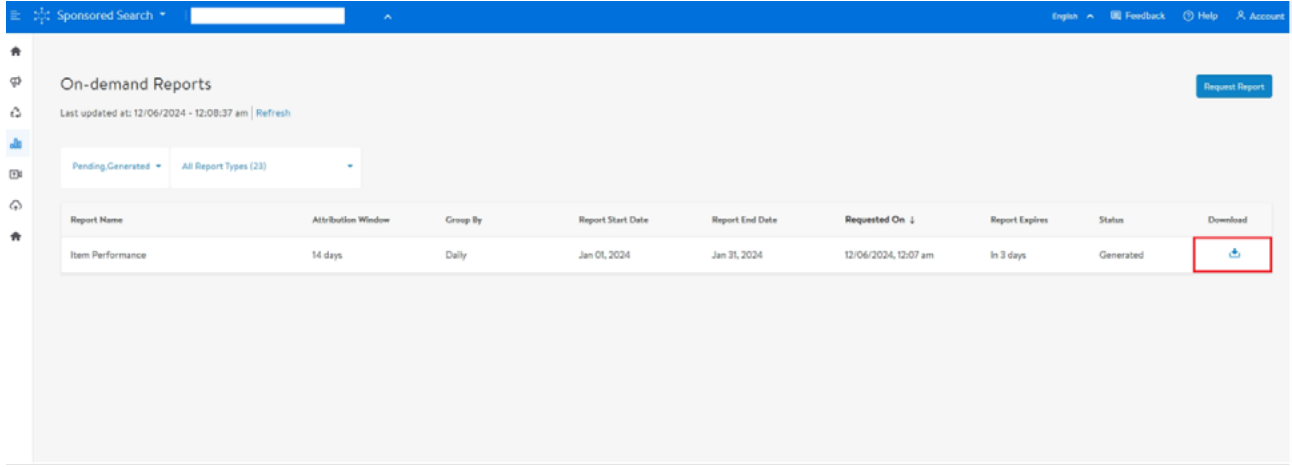 Sponsored Search
English
Feedback
Help
Account
On-demand Reports
Request Report
Last updated at: 12/06/2024 - 12:08:37 am | Refresh
Pending,Generated
All Report Types (23)
Report Name Attribution Window Group By Report Start Date Report End Date Requested On ↓ Report Expires Status Download
Item Performance 14 days Daily Jan 01, 2024 Jan 31, 2024 12/06/2024, 12:07 am In 3 days Generated